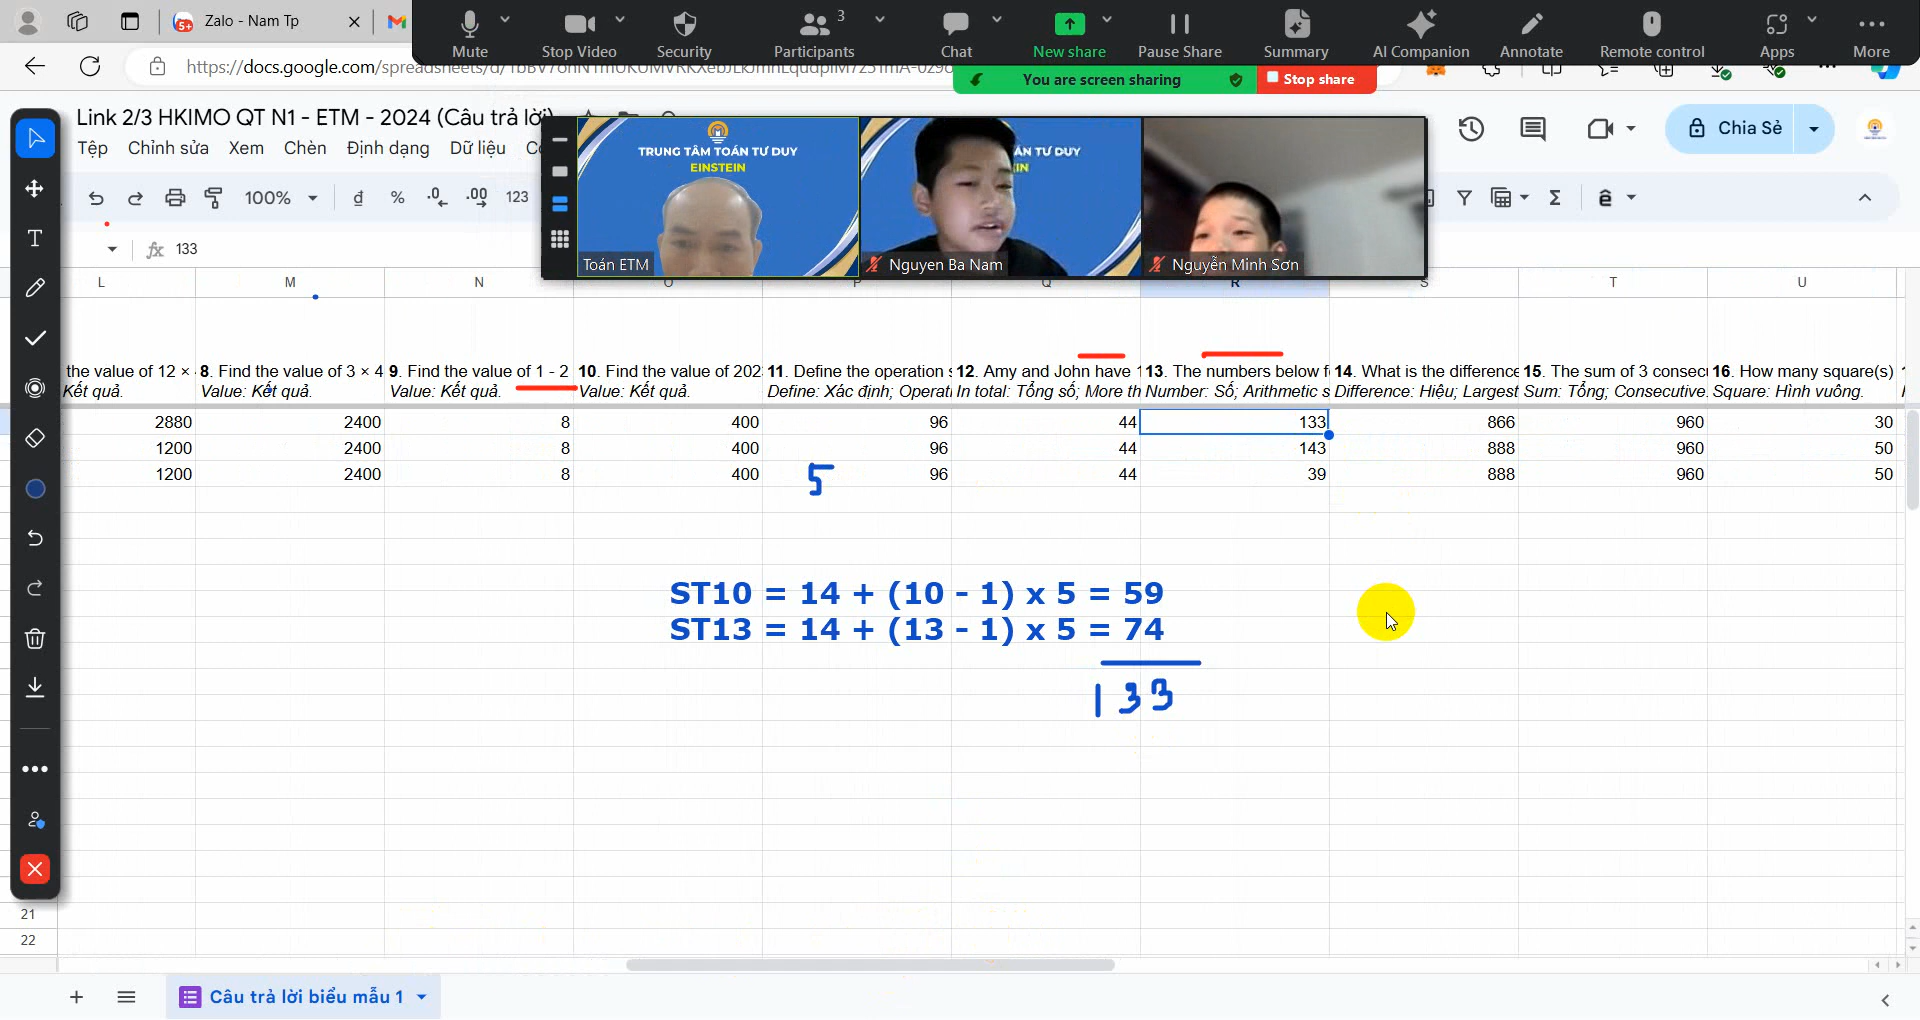 Zalo - Nam Tp
Mute
Stop Video
Security
Participants
3
Chat
New share
Pause Share
Summary
AI Companion
Annotate
Remote control
Apps
More
You are screen sharing
Stop share
Link 2/3 HKIMO QT N1 - ETM - 2024 (Câu trả lời)
Tệp Chỉnh sửa Xem Chèn Định dạng Dữ liệu
Chia Sẻ
TRUNG TÂM TOÁN TƯ DUY
EINSTEIN
Toán ETM
Nguyen Ba Nam
Nguyễn Minh Sơn
100% đ % .0 .00 123
fx 133
L M N O P Q R S T U
the value of 12 × 8. Find the value of 3 × 4 9. Find the value of 1 - 2 10. Find the value of 202 11. Define the operation 12. Amy and John have 13. The numbers below f 14. What is the difference 15. The sum of 3 consec 16. How many square(s)
Kết quả. Value: Kết quả. Value: Kết quả. Value: Kết quả. Define: Xác định; Operat In total: Tổng số; More th Number: Số; Arithmetic s Difference: Hiệu; Largest Sum: Tổng; Consecutive. Square: Hình vuông.
2880 2400 8 400 96 44 133 866 960 30
1200 2400 8 400 96 44 143 888 960 50
1200 2400 8 400 96 44 39 888 960 50
5
ST10 = 14 + (10 - 1) x 5 = 59
ST13 = 14 + (13 - 1) x 5 = 74
133
21
22
Câu trả lời biểu mẫu 1